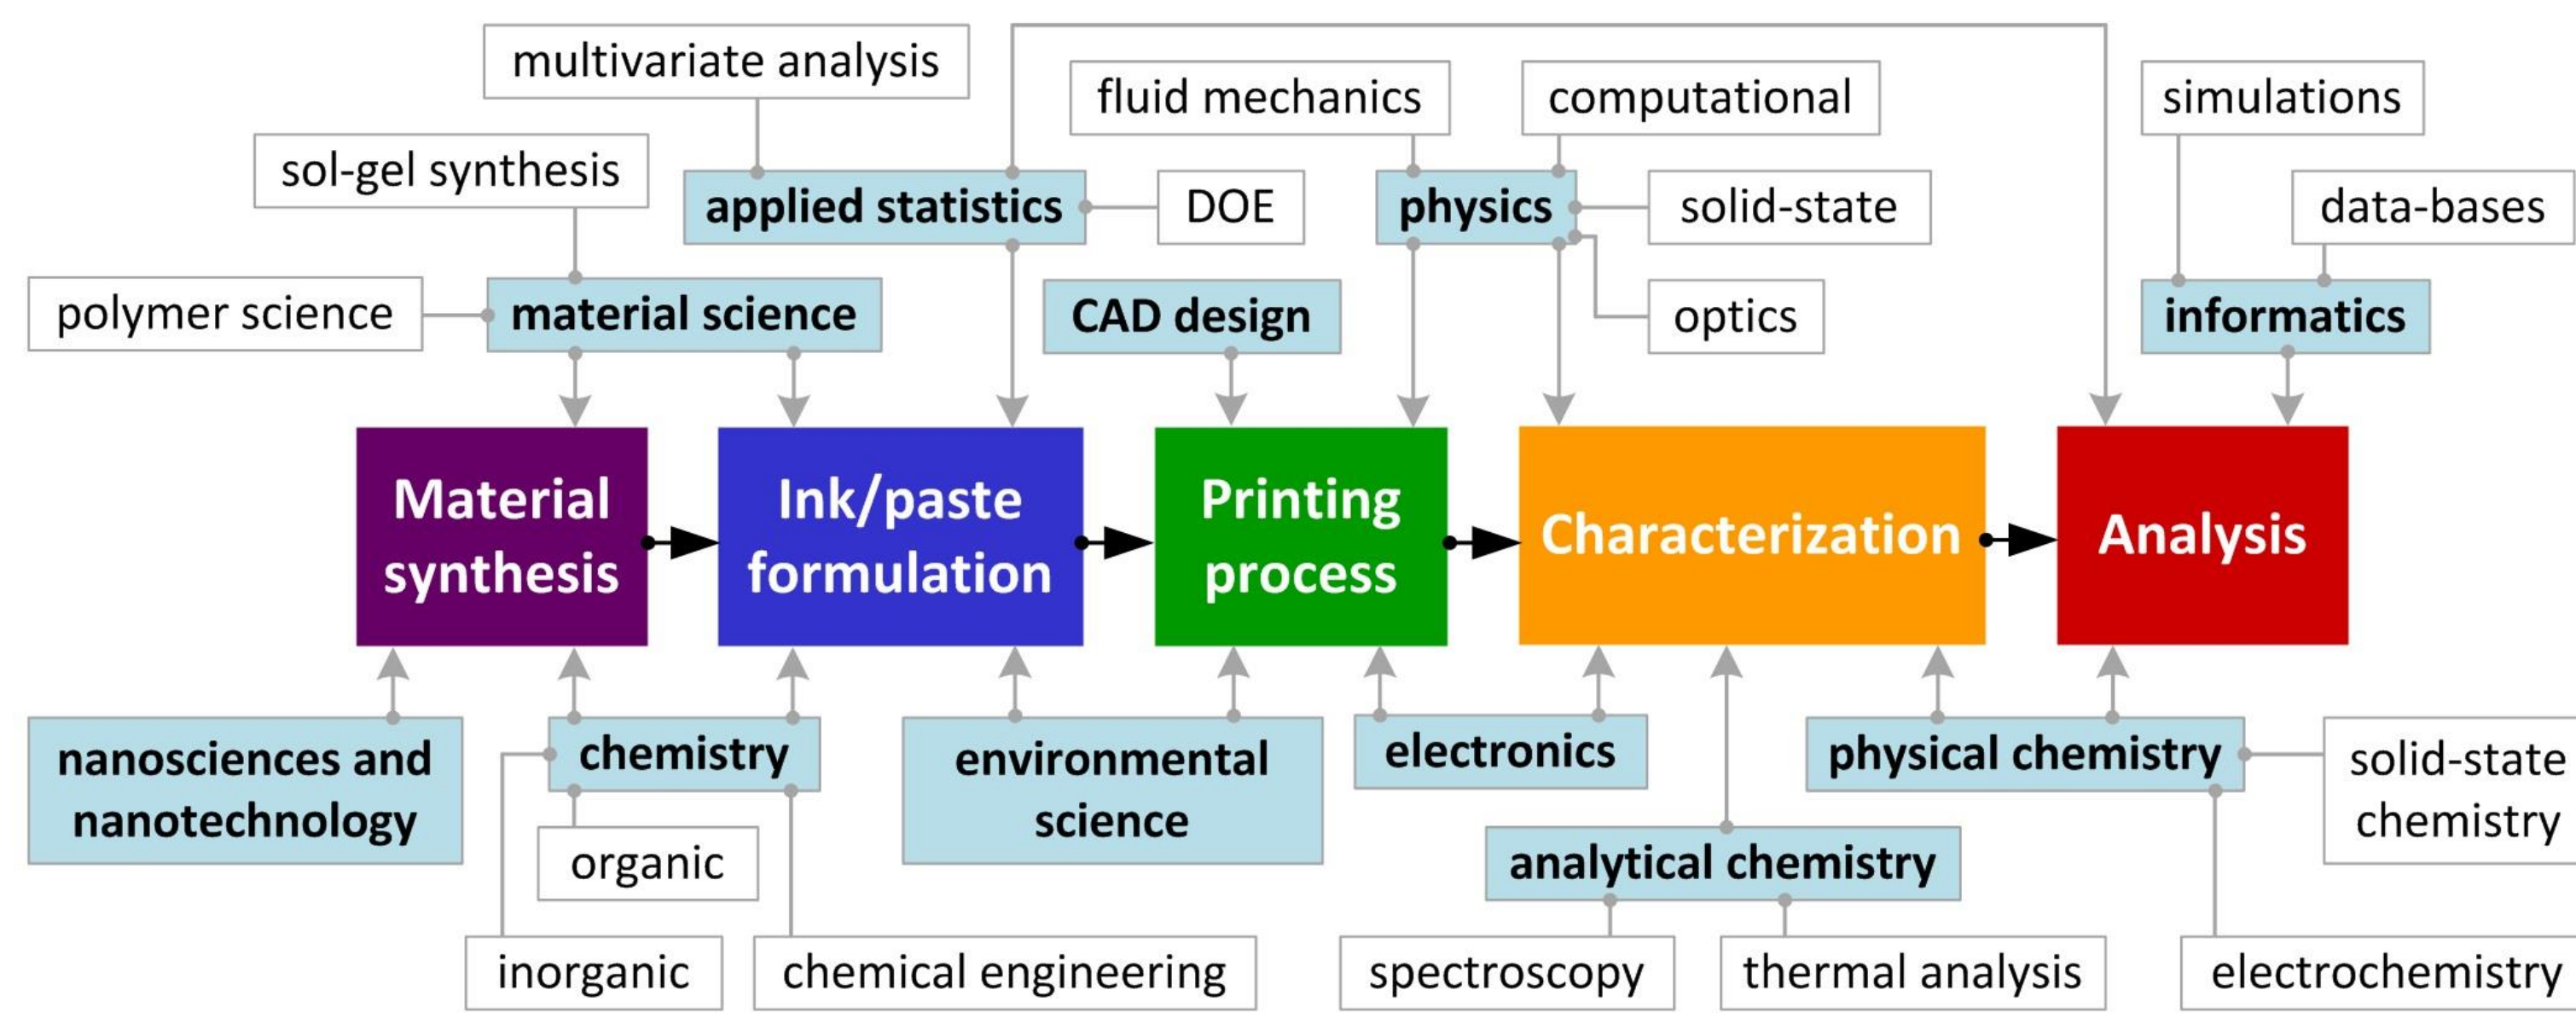 multivariate analysis
fluid mechanics
computational
simulations
sol-gel synthesis
applied statistics
DOE
physics
solid-state
data-bases
polymer science
material science
CAD design
optics
informatics
Material
synthesis
Ink/paste
formulation
Printing
process
Characterization
Analysis
nanosciences and
nanotechnology
chemistry
environmental
science
electronics
physical chemistry
solid-state
chemistry
organic
analytical chemistry
inorganic
chemical engineering
spectroscopy
thermal analysis
electrochemistry